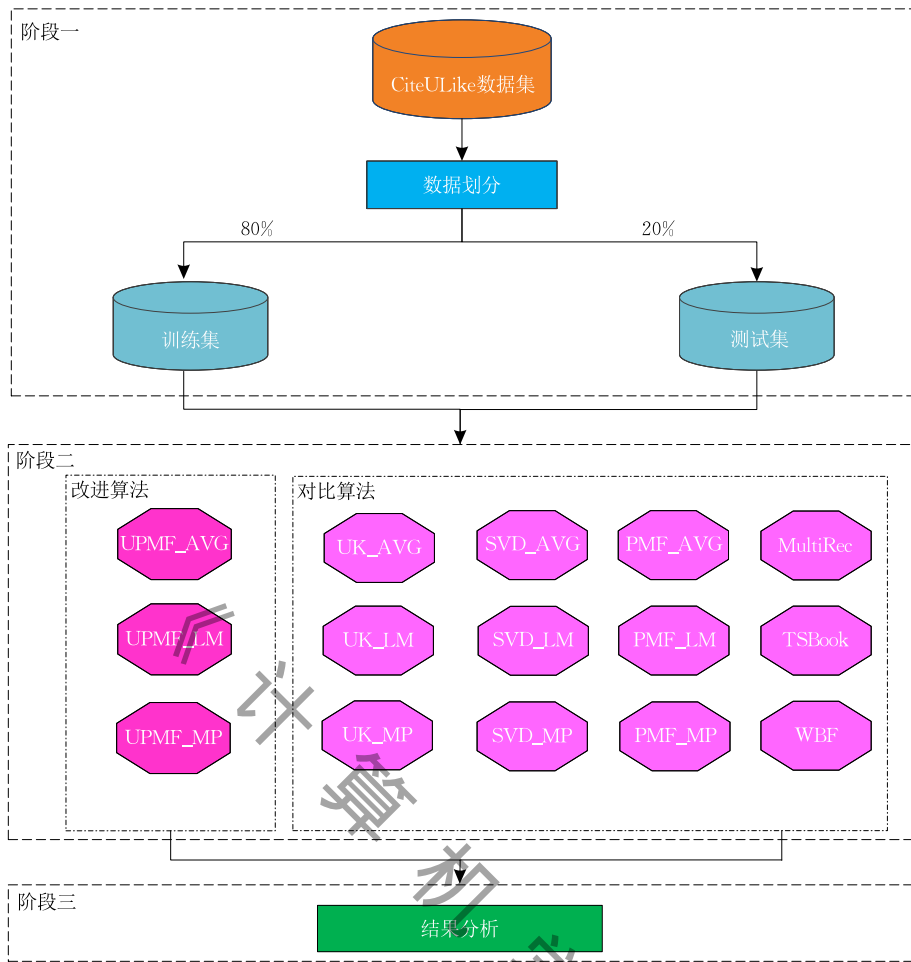 阶段一
CiteULike数据集
数据划分
80%
20%
训练集
测试集
阶段二
改进算法
对比算法
UPMF_AVG
UK_AVG
SVD_AVG
PMF_AVG
MultiRec
UPMF_LM
UK_LM
SVD_LM
PMF_LM
TSBook
UPMF_MP
UK_MP
SVD_MP
PMF_MP
WBF
阶段三
结果分析
《计算机